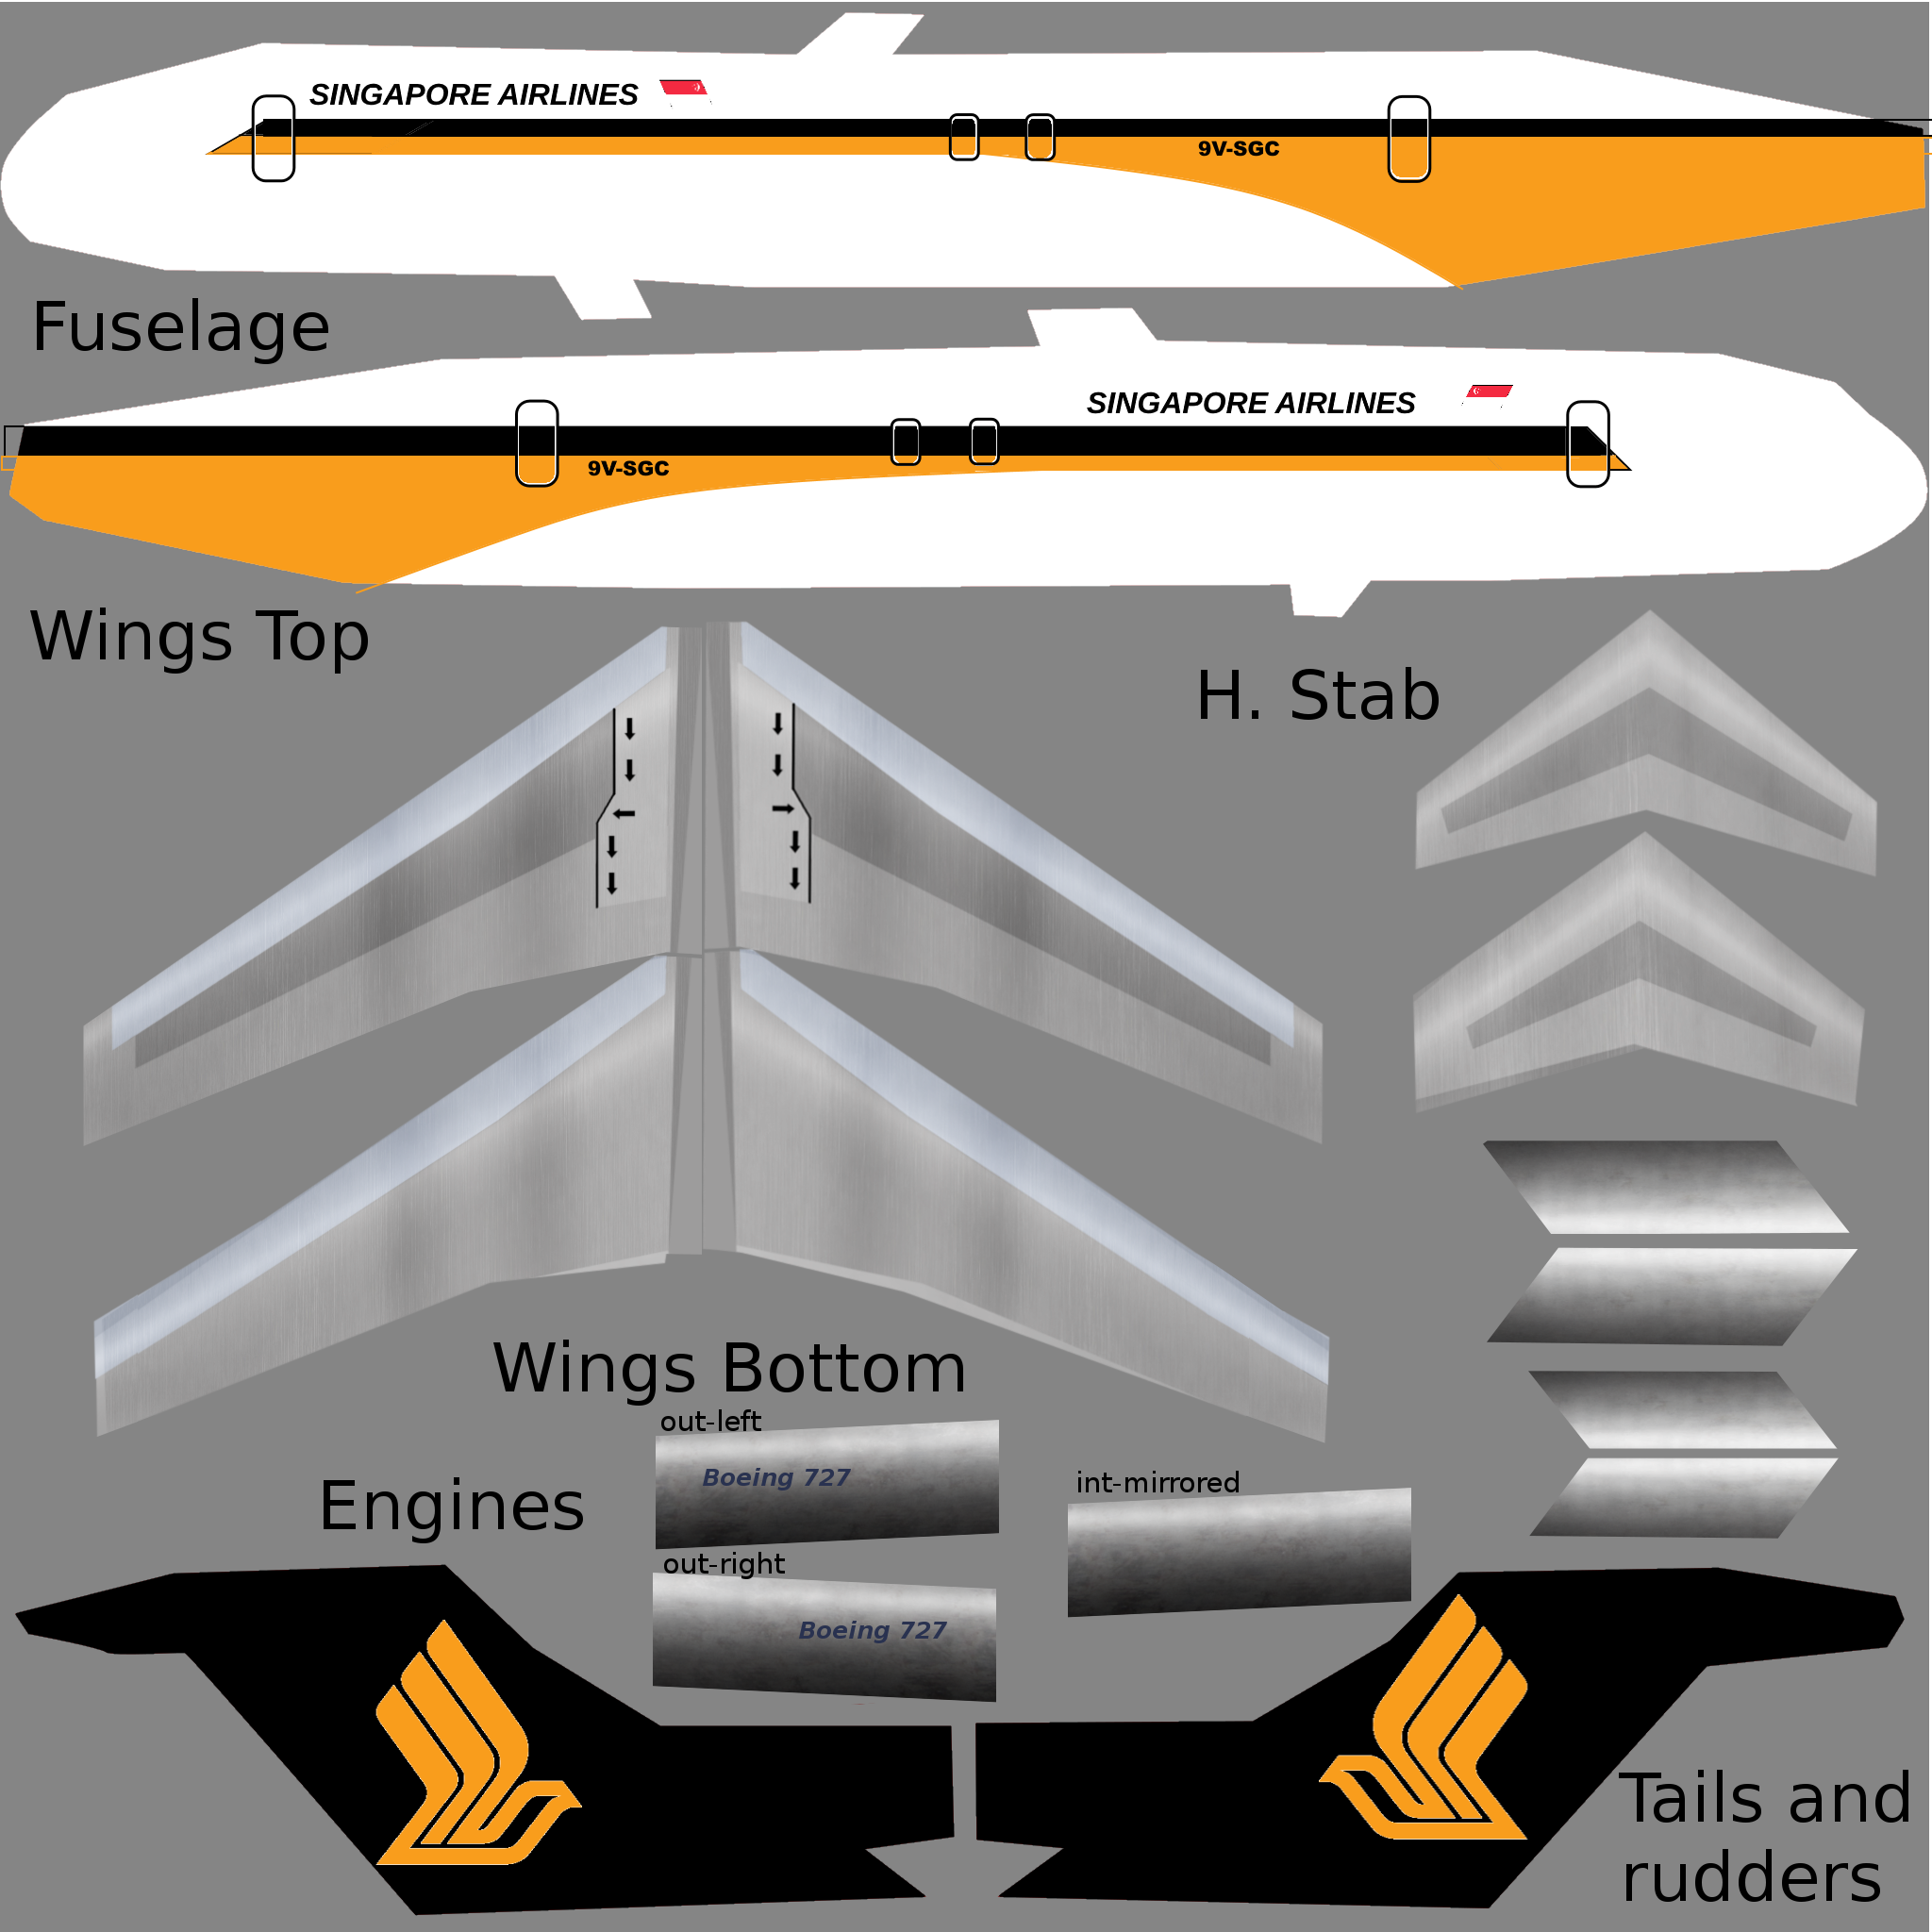 SINGAPORE AIRLINES
9V-SGC
Fuselage
SINGAPORE AIRLINES
9V-SGC
Wings Top
H. Stab
Wings Bottom
out-left
Boeing 727
int-mirrored
Engines
out-right
Boeing 727
Tails and
rudders